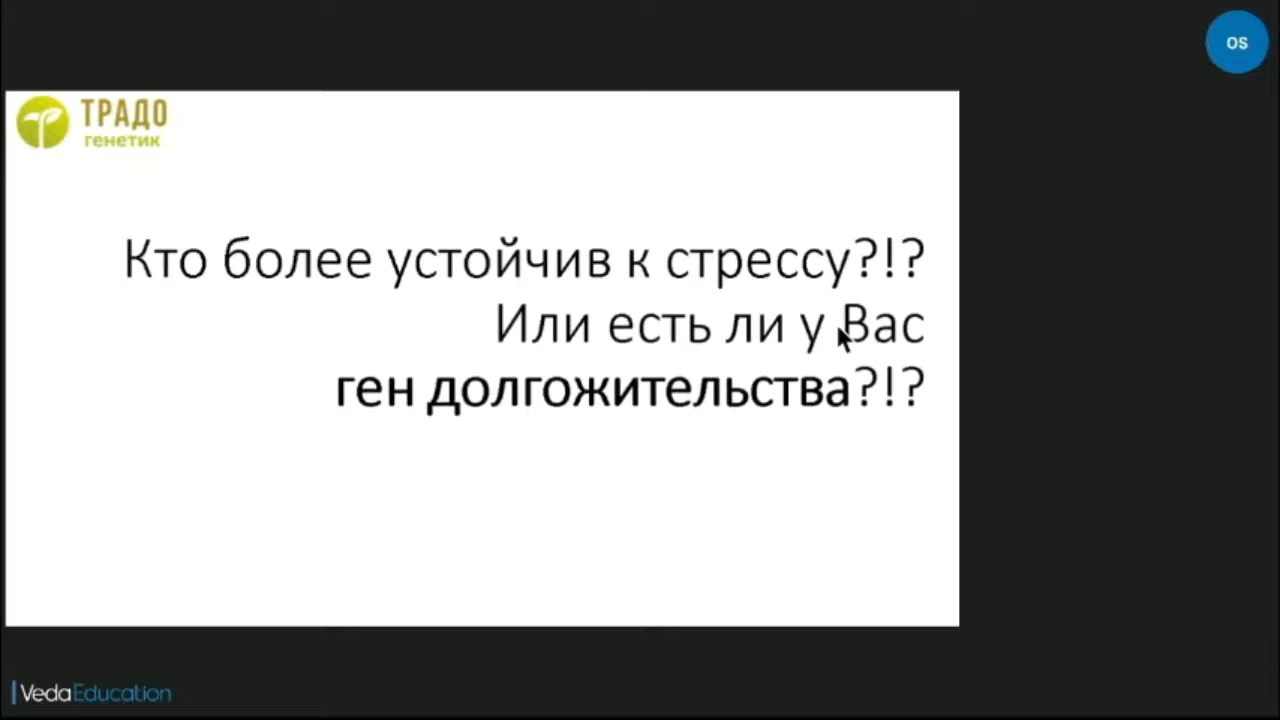 OS
ТРАДО
генетик
Кто более устойчив к стрессу?!?
Или есть ли у Вас
ген долгожительства?!?
VedaEducation